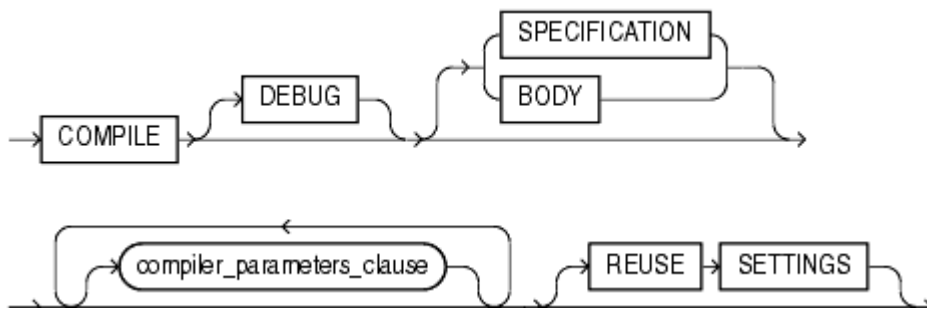 SPECIFICATION
DEBUG
BODY
COMPILE
compiler_parameters_clause
REUSE SETTINGS